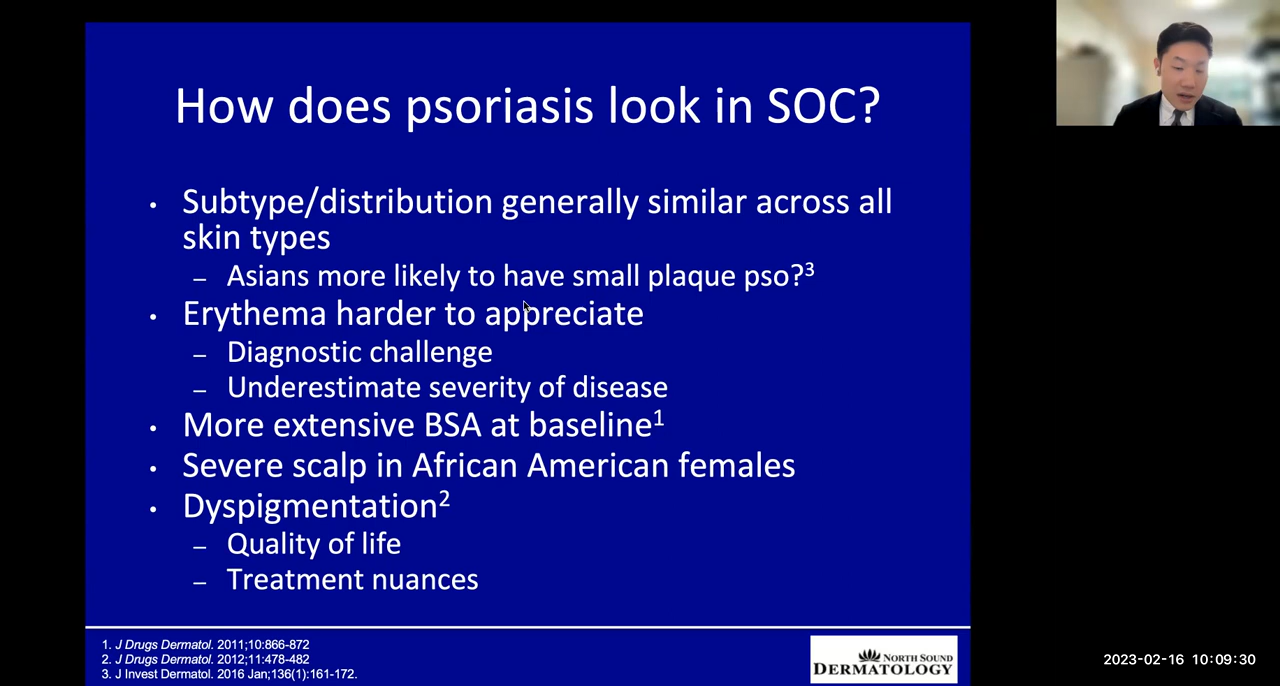 How does psoriasis look in SOC?
• Subtype/distribution generally similar across all
skin types
– Asians more likely to have small plaque pso?³
• Erythema harder to appreciate
– Diagnostic challenge
– Underestimate severity of disease
• More extensive BSA at baseline¹
• Severe scalp in African American females
• Dyspigmentation²
– Quality of life
– Treatment nuances
1. J Drugs Dermatol. 2011;10:866-872
2. J Drugs Dermatol. 2012;11:478-482
3. J Invest Dermatol. 2016 Jan;136(1):161-172.
NORTH SOUND
DERMATOLOGY
2023-02-16 10:09:30